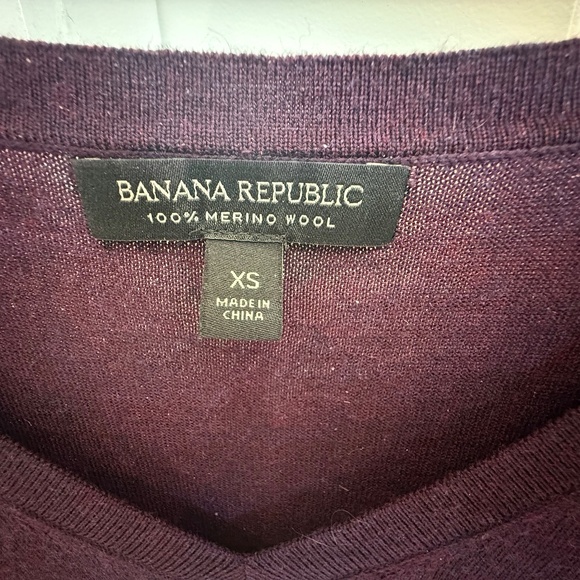 BANANA REPUBLIC
100% MERINO WOOL
XS
MADE IN
CHINA